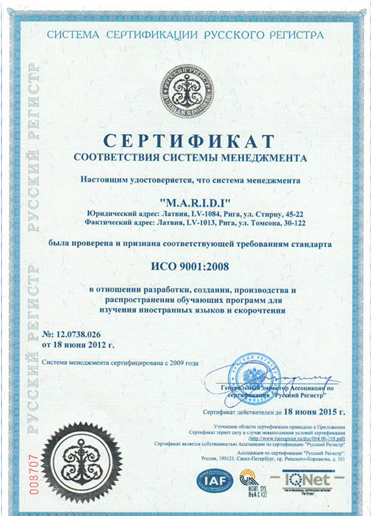 СИСТЕМА СЕРТИФИКАЦИИ РУССКОГО РЕГИСТРА
РУССКИЙ РЕГИСТР РУССКИЙ РЕГИСТР
СЕРТИФИКАТ
СООТВЕТСТВИЯ СИСТЕМЫ МЕНЕДЖМЕНТА
Настоящим удостоверяется, что система менеджмента
"M.A.R.I.D.I"
Юридический адрес: Латвия, LV-1084, Рига, ул. Стирну, 45-22
Фактический адрес: Латвия, LV-1013, Рига, ул. Томсона, 30-122
была проверена и признана соответствующей требованиям стандарта
ИСО 9001:2008
в отношении разработки, создания, производства и
распространения обучающих программ для
изучения иностранных языков и скорочтения
№: 12.0738.026
от 18 июня 2012 г.
Система менеджмента сертифицирована с 2009 года
Генеральный директор Ассоциации по
сертификации "Русский Регистр"
Сертификат действителен до 18 июня 2015 г.
Уточнение области сертификации приведено в Приложении
Сертификат теряет силу в случае невыполнения условий сертификации
Сертификат является собственностью Ассоциации по сертификации "Русский Регистр"
Ассоциация по сертификации "Русский Регистр"
Россия, 190121, Санкт-Петербург, пр. Римского-Корсакова, д. 101
008707
IAF
IQNet